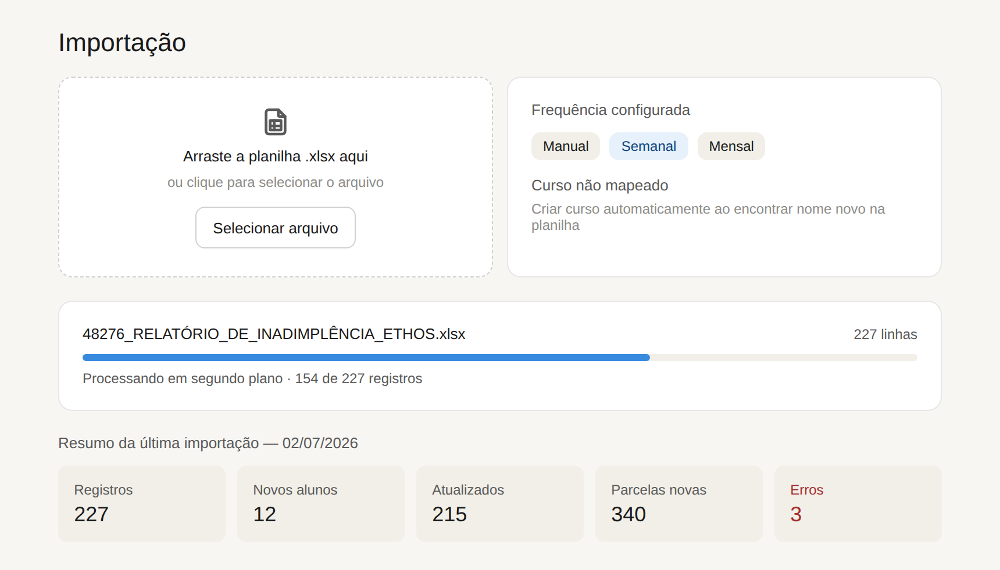 Importação
Arraste a planilha .xlsx aqui
ou clique para selecionar o arquivo
Selecionar arquivo
Frequência configurada
Manual
Semanal
Mensal
Curso não mapeado
Criar curso automaticamente ao encontrar nome novo na
planilha
48276_RELATÓRIO_DE_INADIMPLÊNCIA_ETHOS.xlsx
227 linhas
Processando em segundo plano · 154 de 227 registros
Resumo da última importação — 02/07/2026
Registros
227
Novos alunos
12
Atualizados
215
Parcelas novas
340
Erros
3